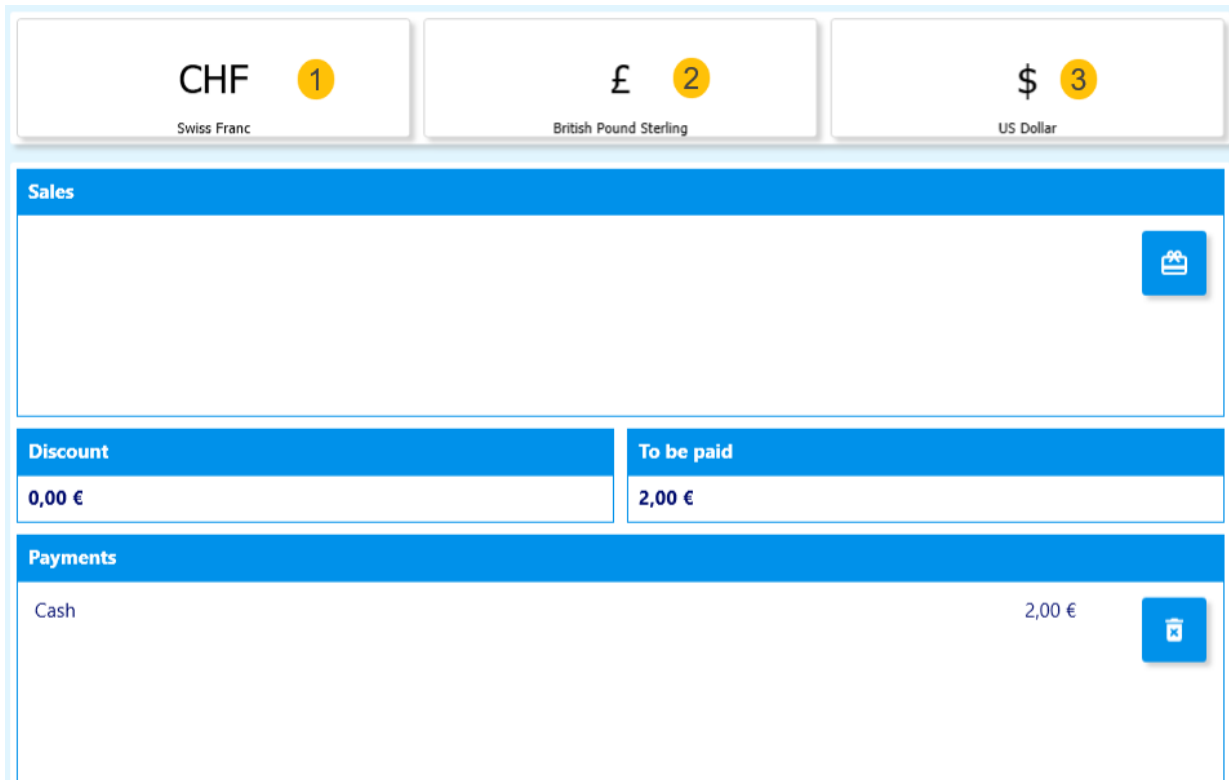 CHF 1
Swiss Franc
£ 2
British Pound Sterling
$ 3
US Dollar
Sales
Discount
0,00 €
To be paid
2,00 €
Payments
Cash 2,00 €